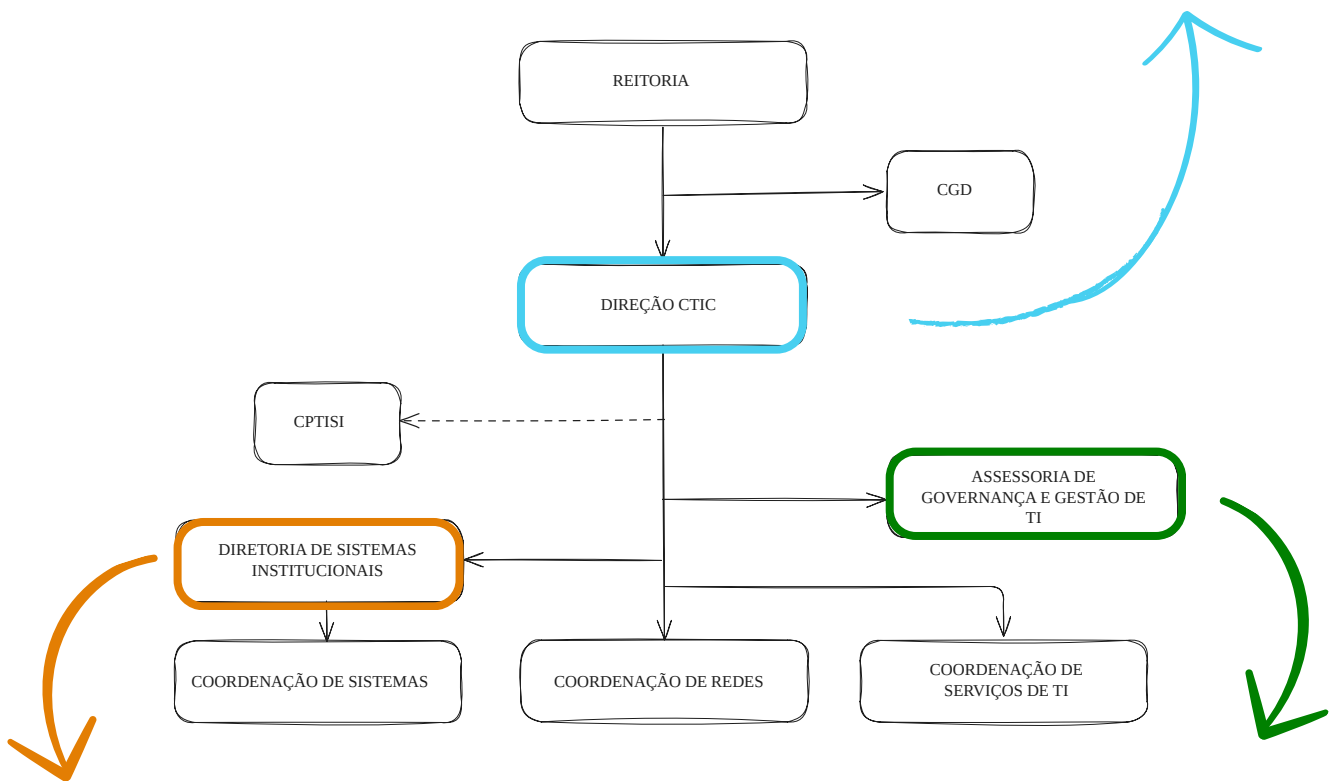 REITORIA
CGD
DIREÇÃO CTIC
CPTISI
ASSESSORIA DE
GOVERNANÇA E GESTÃO DE
TI
DIRETORIA DE SISTEMAS
INSTITUCIONAIS
COORDENAÇÃO DE SISTEMAS
COORDENAÇÃO DE REDES
COORDENAÇÃO DE
SERVIÇOS DE TI